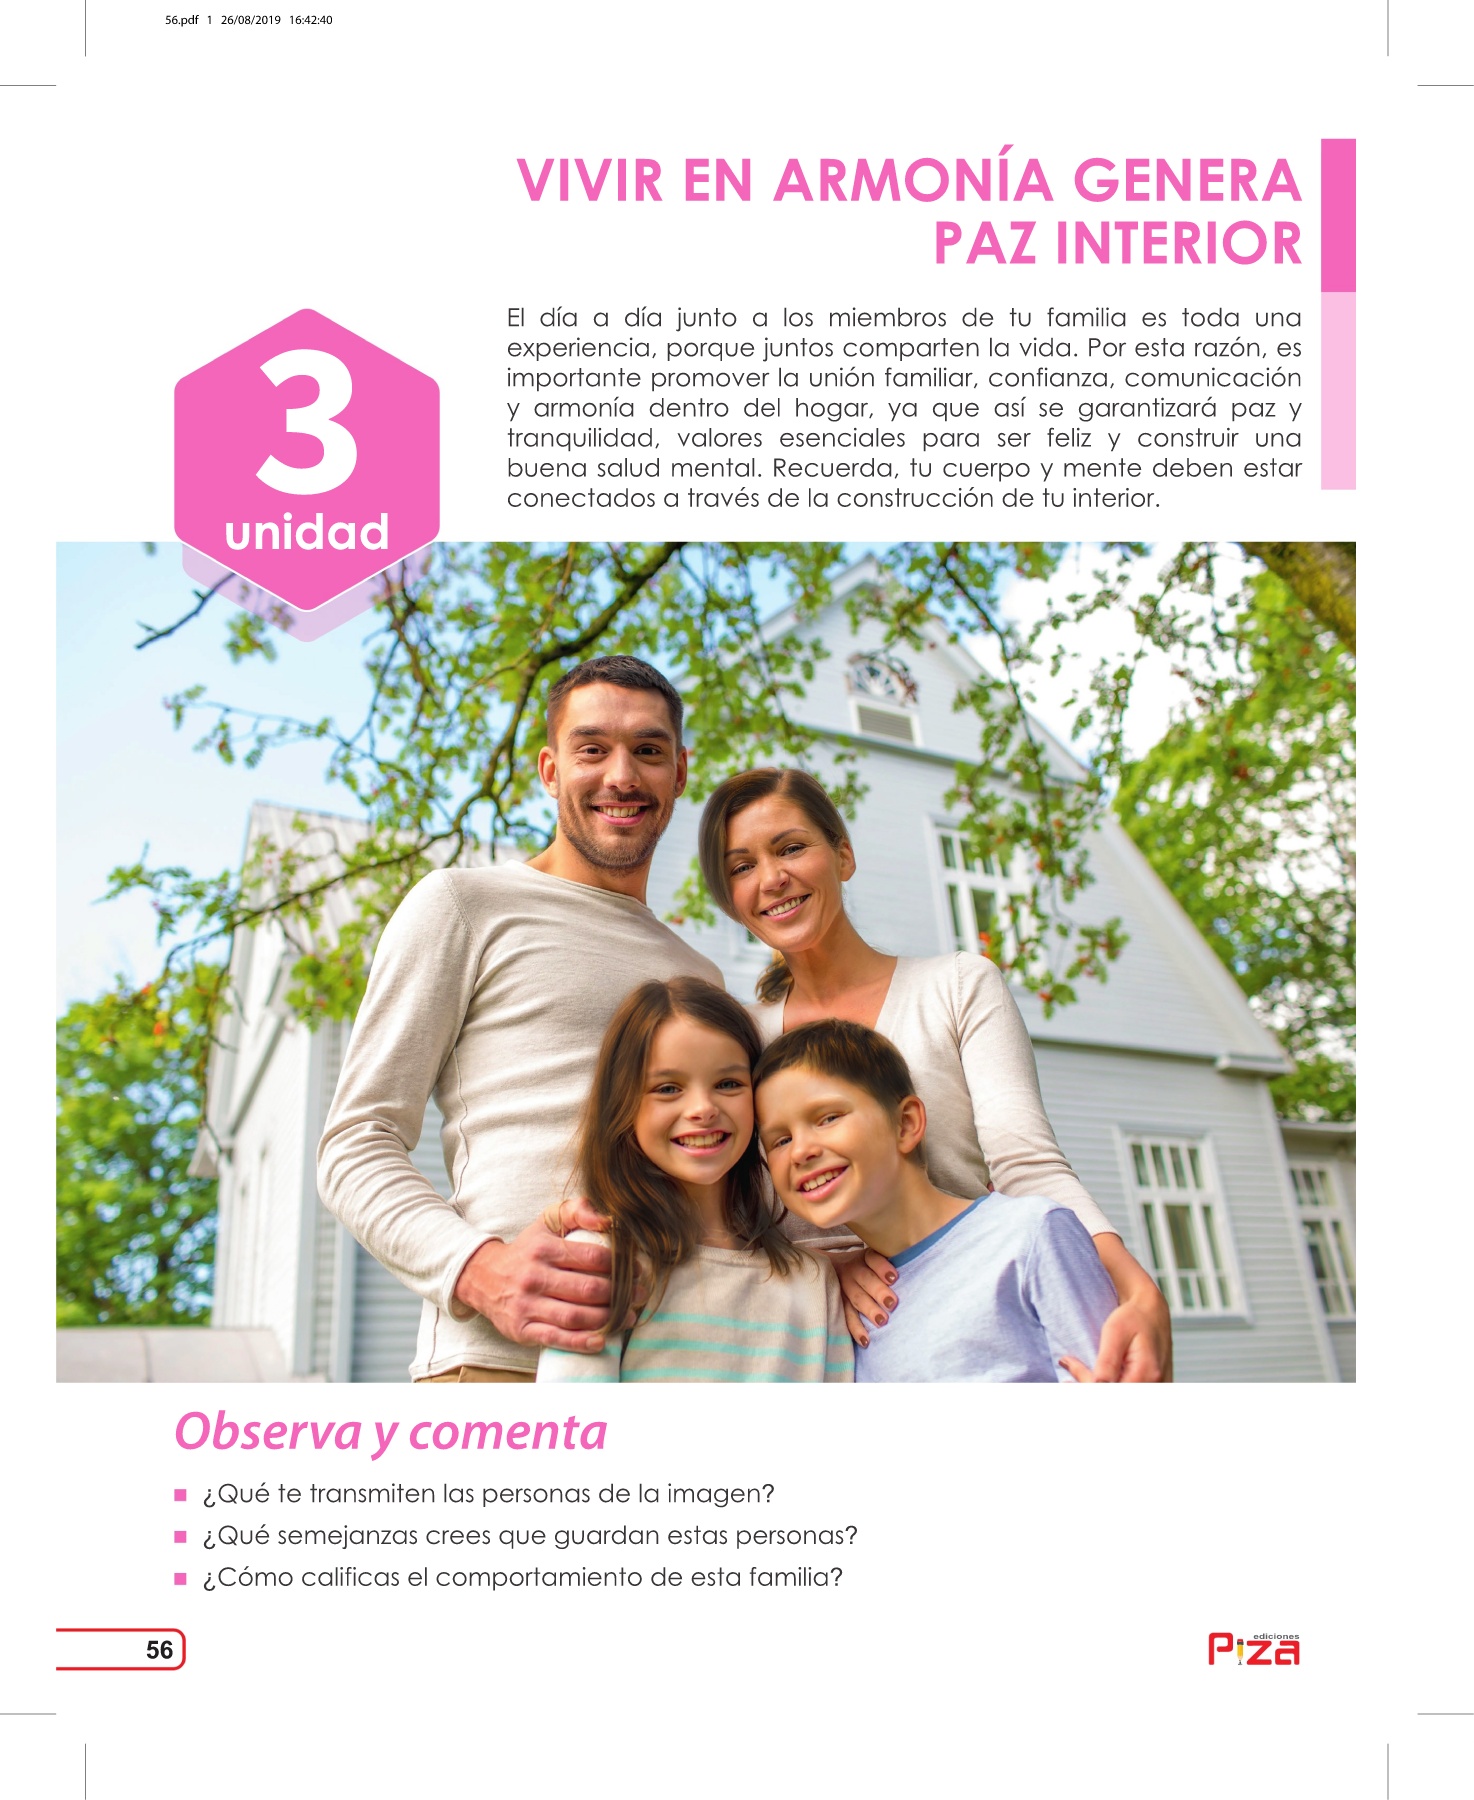 56.pdf 1 26/08/2019 16:42:40
VIVIR EN ARMONÍA GENERA
PAZ INTERIOR
El día a día junto a los miembros de tu familia es toda una
experiencia, porque juntos comparten la vida. Por esta razón, es
importante promover la unión familiar, confianza, comunicación
y armonía dentro del hogar, ya que así se garantizará paz y
tranquilidad, valores esenciales para ser feliz y construir una
buena salud mental. Recuerda, tu cuerpo y mente deben estar
conectados a través de la construcción de tu interior.
3
unidad
Observa y comenta
¿Qué te transmiten las personas de la imagen?
¿Qué semejanzas crees que guardan estas personas?
¿Cómo calificas el comportamiento de esta familia?
56
ediciones
Piza